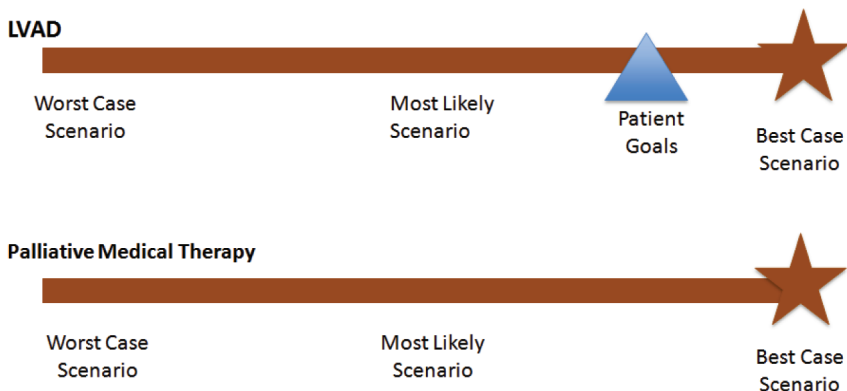 LVAD
Worst Case
Scenario
Most Likely
Scenario
Patient
Goals
Best Case
Scenario
Palliative Medical Therapy
Worst Case
Scenario
Most Likely
Scenario
Best Case
Scenario